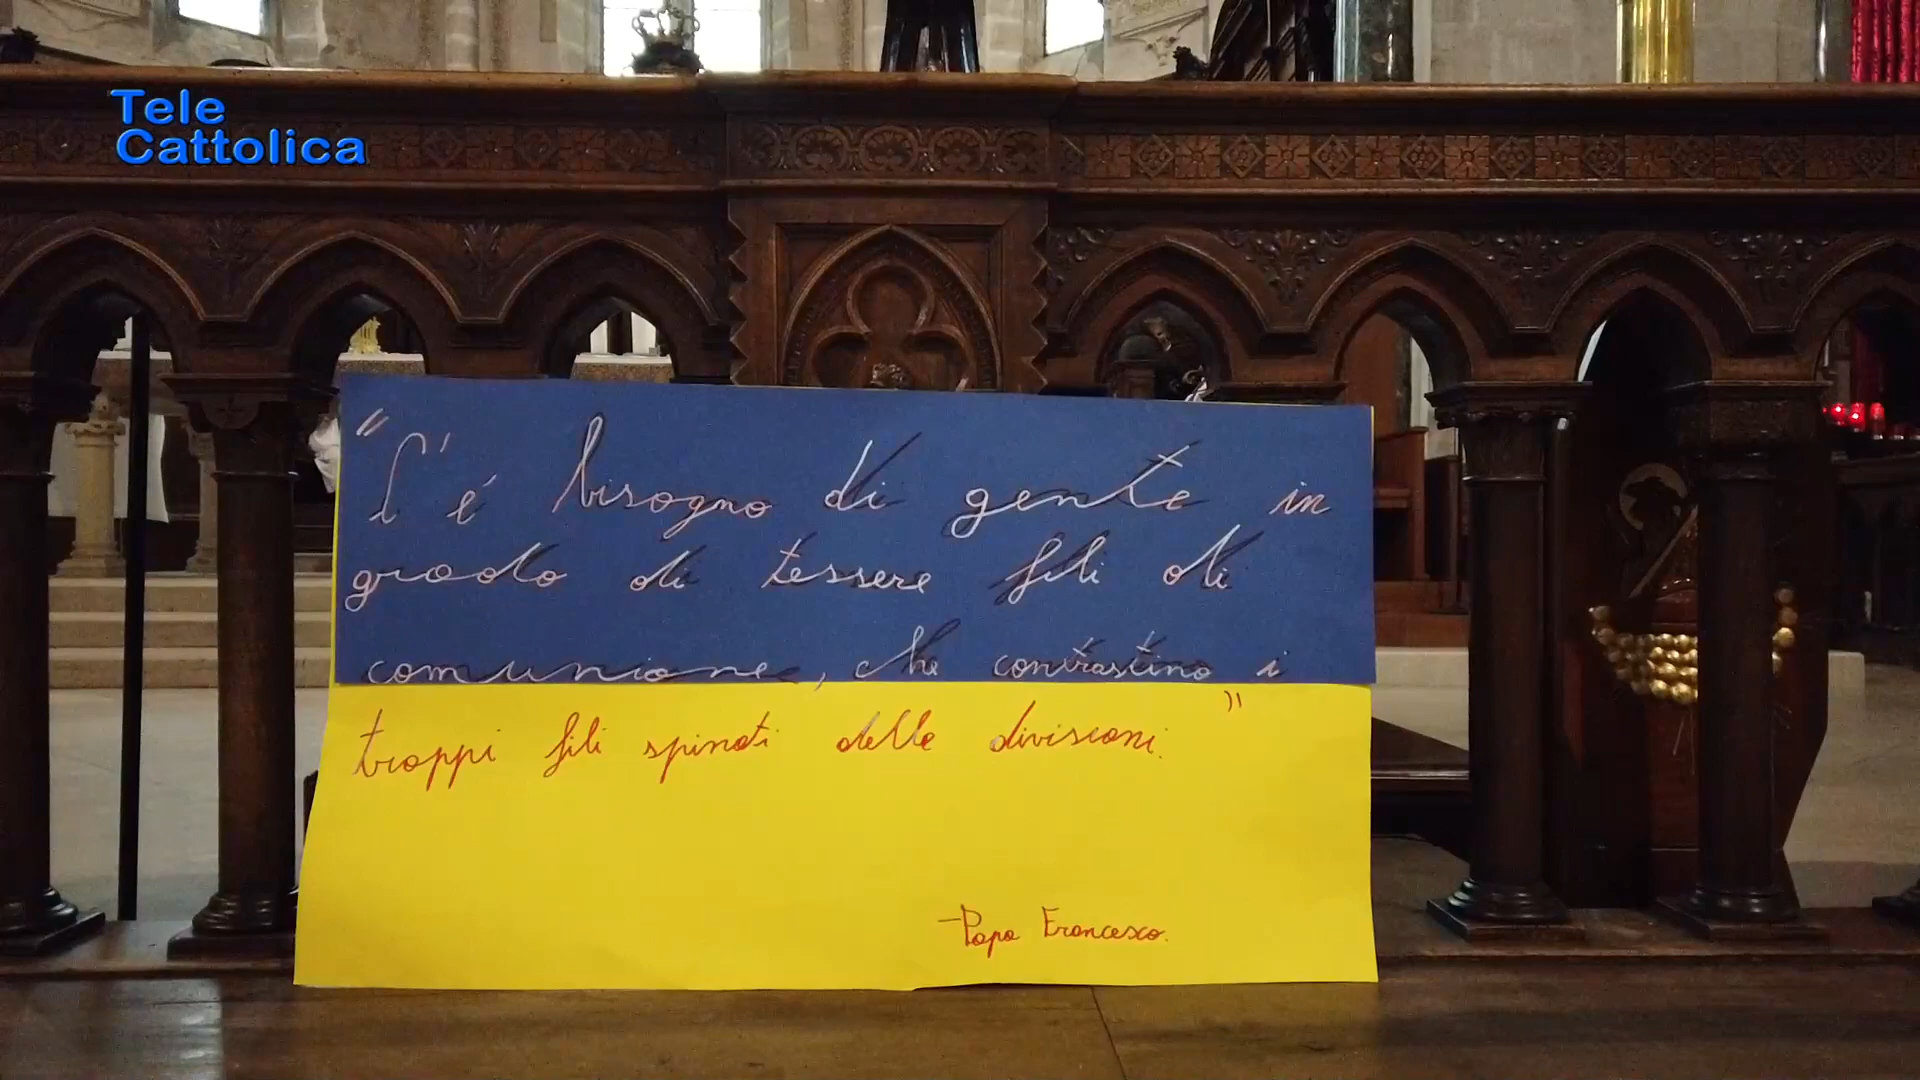 Tele
Cattolica
"C'é bisogno di gente in
grado di tessere fili di
comunione, che contrastino i
troppi fili spinati delle divisioni."
-Papa Francesco.